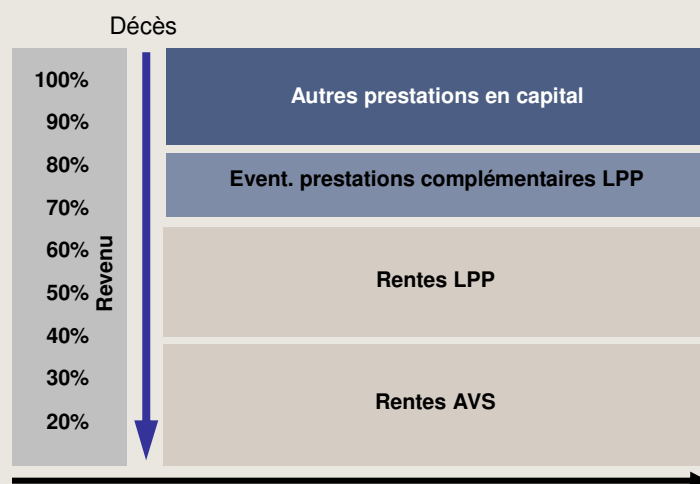 Décès
100%
90%
80%
70%
60%
50%
40%
30%
20%
Revenu
Autres prestations en capital
Event. prestations complémentaires LPP
Rentes LPP
Rentes AVS